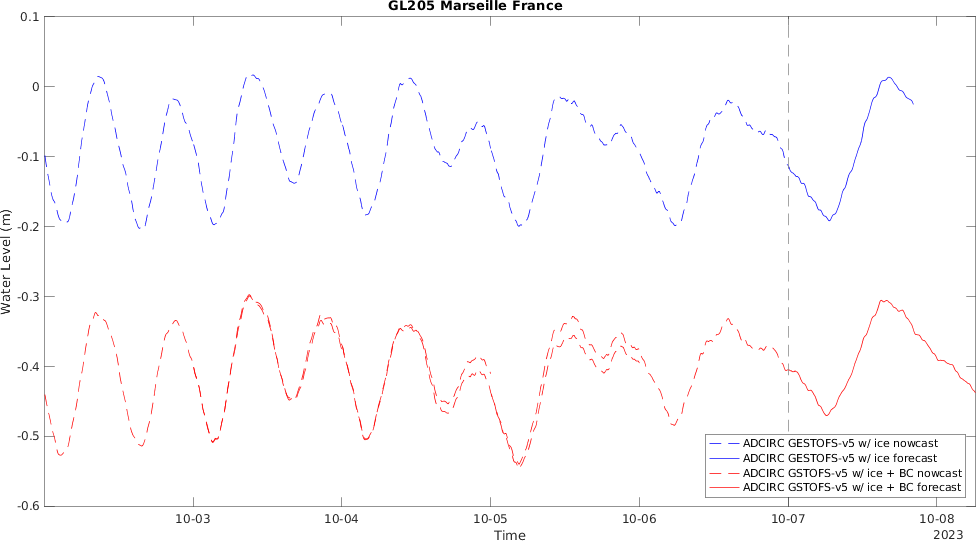 GL205 Marseille France
0.1
0
-0.1
-0.2
-0.3
-0.4
-0.5
-0.6
Water Level (m)
ADCIRC GESTOFS-v5 w/ ice nowcast
ADCIRC GESTOFS-v5 w/ ice forecast
ADCIRC GSTOFS-v5 w/ ice + BC nowcast
ADCIRC GSTOFS-v5 w/ ice + BC forecast
10-03 10-04 10-05 10-06 10-07 10-08
Time
2023